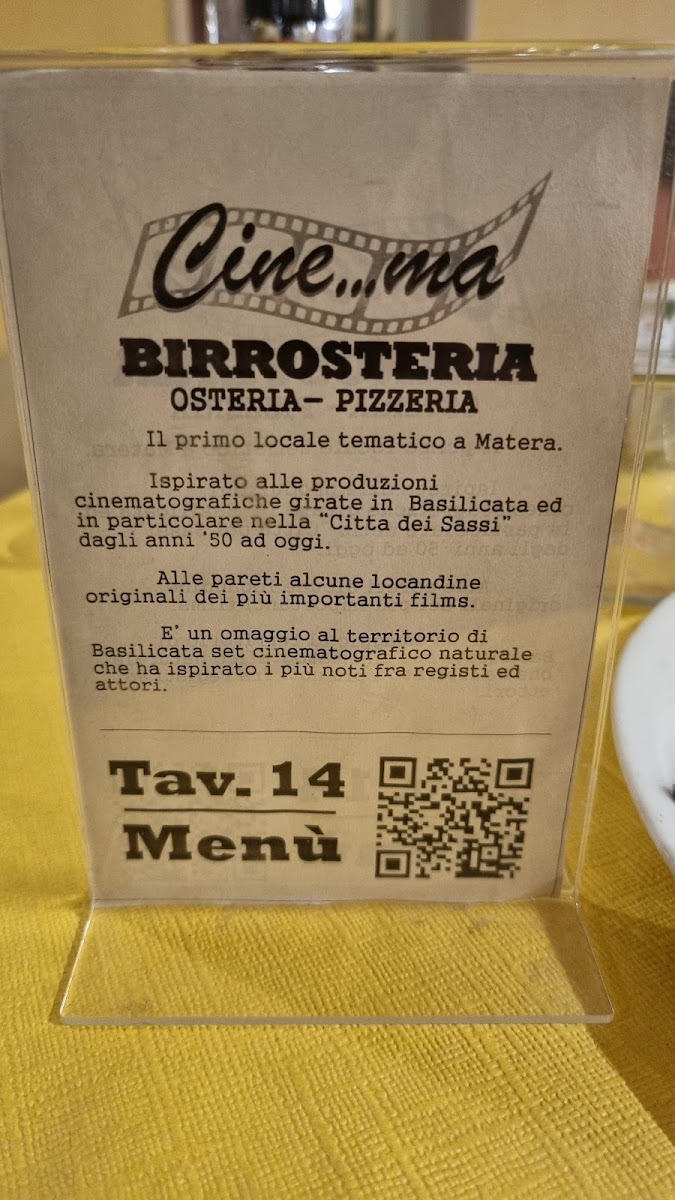 Cine...ma
BIRROSTERIA
OSTERIA- PIZZERIA
Il primo locale tematico a Matera.
Ispirato alle produzioni
cinematografiche girate in Basilicata ed
in particolare nella "Citta dei Sassi"
dagli anni '50 ad oggi.
Alle pareti alcune locandine
originali dei più importanti films.
E' un omaggio al territorio di
Basilicata set cinematografico naturale
che ha ispirato i più noti fra registi ed
attori.
Tav. 14
Menù